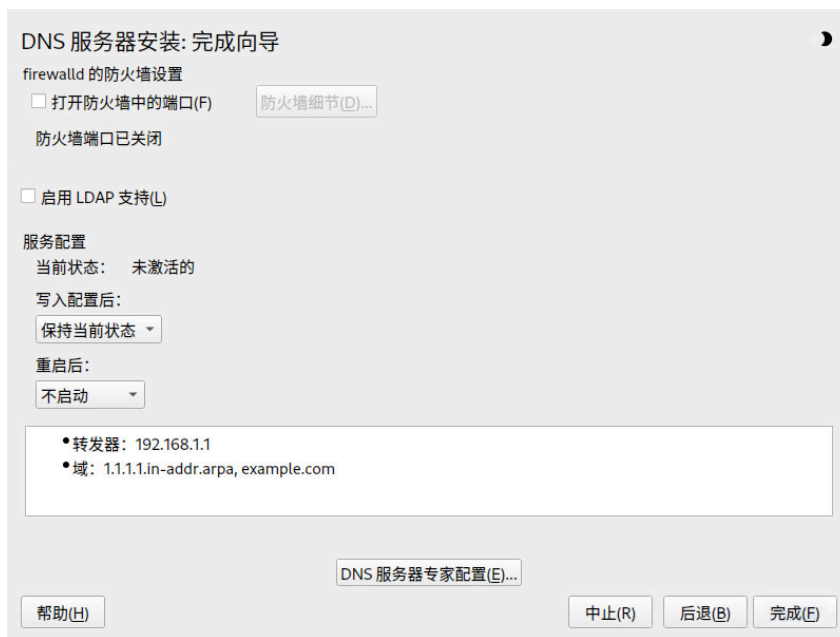 DNS 服务器安装: 完成向导
firewalld 的防火墙设置
打开防火墙中的端口(F)
防火墙细节(D)...
防火墙端口已关闭
启用 LDAP 支持(L)
服务配置
当前状态： 未激活的
写入配置后：
保持当前状态
重启后：
不启动
•转发器：192.168.1.1
•域：1.1.1.1.in-addr.arpa, example.com
DNS 服务器专家配置(E)...
帮助(H)
中止(R)
后退(B)
完成(F)